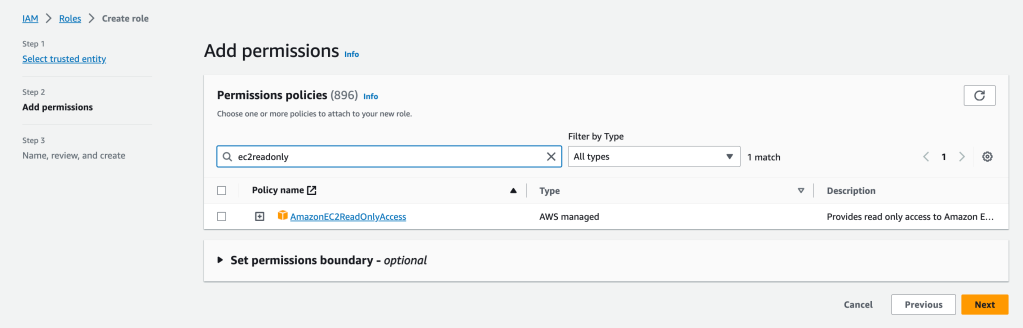 IAM > Roles > Create role
Step 1
Select trusted entity
Step 2
Add permissions
Step 3
Name, review, and create
Add permissions Info
Permissions policies (896) Info
Choose one or more policies to attach to your new role.
Filter by Type
ec2readonly
All types
1 match
1
Policy name
Type
Description
AmazonEC2ReadOnlyAccess
AWS managed
Provides read only access to Amazon E...
Set permissions boundary - optional
Cancel
Previous
Next